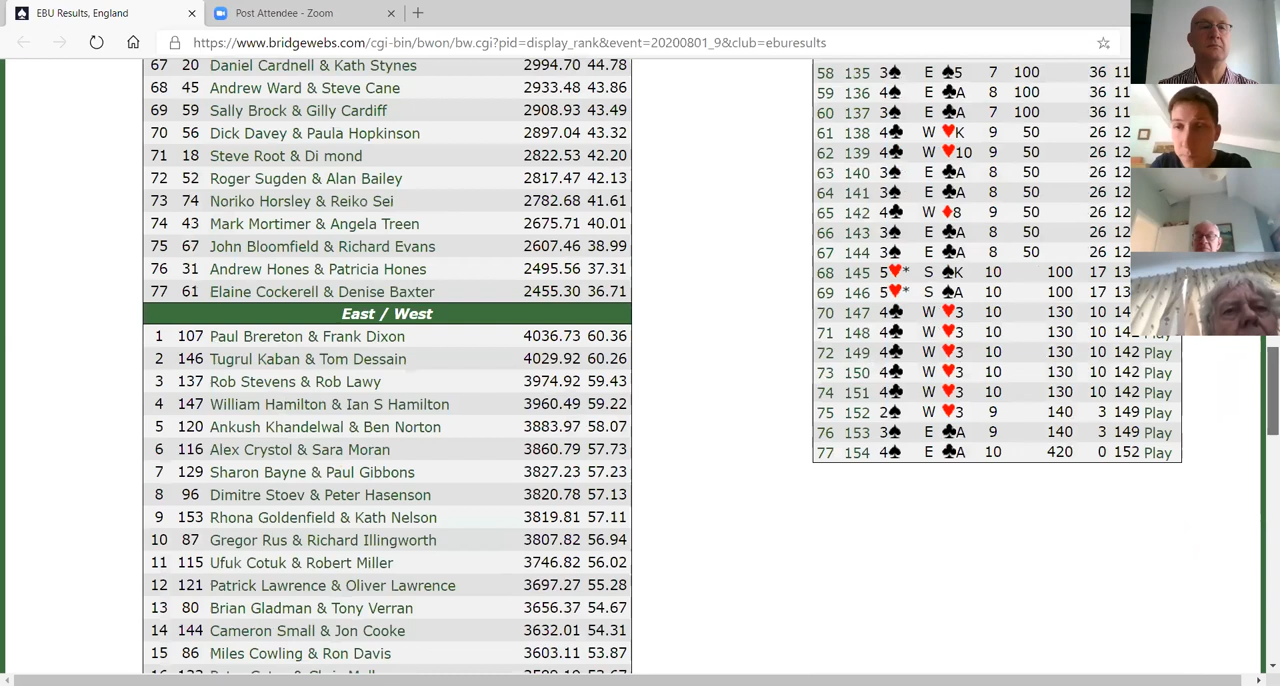 EBU Results, England
Post Attendee - Zoom
https://www.bridgewebs.com/cgi-bin/bwon/bw.cgi?pid=display_rank&event=20200801_9&club=eburesults
67 20 Daniel Cardnell & Kath Stynes 2994.70 44.78
68 45 Andrew Ward & Steve Cane 2933.48 43.86
69 59 Sally Brock & Gilly Cardiff 2908.93 43.49
70 56 Dick Davey & Paula Hopkinson 2897.04 43.32
71 18 Steve Root & Di mond 2822.53 42.20
72 52 Roger Sugden & Alan Bailey 2817.47 42.13
73 74 Noriko Horsley & Reiko Sei 2782.68 41.61
74 43 Mark Mortimer & Angela Treen 2675.71 40.01
75 67 John Bloomfield & Richard Evans 2607.46 38.99
76 31 Andrew Hones & Patricia Hones 2495.56 37.31
77 61 Elaine Cockerell & Denise Baxter 2455.30 36.71
East / West
1 107 Paul Brereton & Frank Dixon 4036.73 60.36
2 146 Tugrul Kaban & Tom Dessain 4029.92 60.26
3 137 Rob Stevens & Rob Lawy 3974.92 59.43
4 147 William Hamilton & Ian S Hamilton 3960.49 59.22
5 120 Ankush Khandelwal & Ben Norton 3883.97 58.07
6 116 Alex Crystol & Sara Moran 3860.79 57.73
7 129 Sharon Bayne & Paul Gibbons 3827.23 57.23
8 96 Dimitre Stoev & Peter Hasenson 3820.78 57.13
9 153 Rhona Goldenfield & Kath Nelson 3819.81 57.11
10 87 Gregor Rus & Richard Illingworth 3807.82 56.94
11 115 Ufuk Cotuk & Robert Miller 3746.82 56.02
12 121 Patrick Lawrence & Oliver Lawrence 3697.27 55.28
13 80 Brian Gladman & Tony Verran 3656.37 54.67
14 144 Cameron Small & Jon Cooke 3632.01 54.31
15 86 Miles Cowling & Ron Davis 3603.11 53.87
58 135 3♠ E ♠5 7 100 36 11
59 136 4♠ E ♣A 8 100 36 11
60 137 3♠ E ♣A 7 100 36 11
61 138 4♣ W ♥K 9 50 26 12
62 139 4♣ W ♥10 9 50 26 12
63 140 3♠ E ♣A 8 50 26 12
64 141 3♠ E ♣A 8 50 26 12
65 142 4♣ W ♦8 9 50 26 12
66 143 3♠ E ♣A 8 50 26 12
67 144 3♠ E ♣A 8 50 26 12
68 145 5♥* S ♠K 10 100 17 13
69 146 5♥* S ♠A 10 100 17 13
70 147 4♣ W ♥3 10 130 10 14
71 148 4♣ W ♥3 10 130 10 142 Play
72 149 4♣ W ♥3 10 130 10 142 Play
73 150 4♣ W ♥3 10 130 10 142 Play
74 151 4♣ W ♥3 10 130 10 142 Play
75 152 2♠ W ♥3 9 140 3 149 Play
76 153 3♠ E ♣A 9 140 3 149 Play
77 154 4♠ E ♣A 10 420 0 152 Play